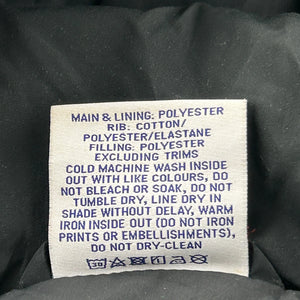 MAIN & LINING: POLYESTER
RIB: COTTON/
POLYESTER/ELASTANE
FILLING: POLYESTER
EXCLUDING TRIMS
COLD MACHINE WASH INSIDE
OUT WITH LIKE COLOURS, DO
NOT BLEACH OR SOAK, DO NOT
TUMBLE DRY, LINE DRY IN
SHADE WITHOUT DELAY, WARM
IRON INSIDE OUT (DO NOT IRON
PRINTS OR EMBELLISHMENTS),
DO NOT DRY-CLEAN
30